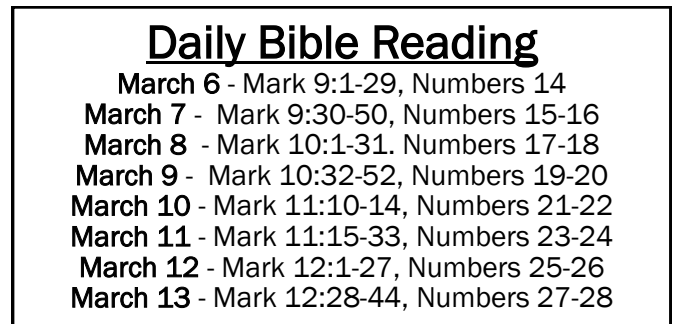 Daily Bible Reading
March 6 - Mark 9:1-29, Numbers 14
March 7 - Mark 9:30-50, Numbers 15-16
March 8 - Mark 10:1-31. Numbers 17-18
March 9 - Mark 10:32-52, Numbers 19-20
March 10 - Mark 11:10-14, Numbers 21-22
March 11 - Mark 11:15-33, Numbers 23-24
March 12 - Mark 12:1-27, Numbers 25-26
March 13 - Mark 12:28-44, Numbers 27-28